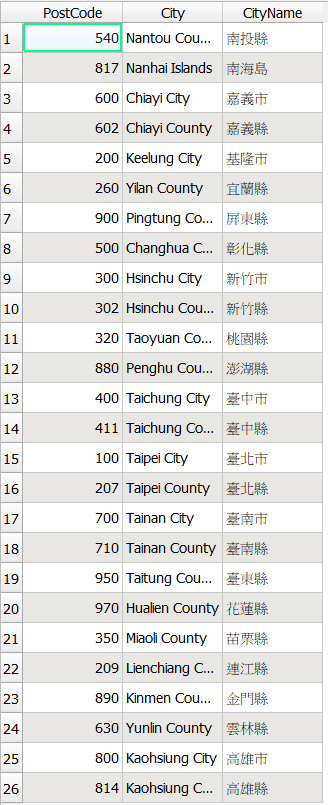 PostCode City CityName
1 540 Nantou Cou... 南投縣
2 817 Nanhai Islands 南海島
3 600 Chiayi City 嘉義市
4 602 Chiayi County 嘉義縣
5 200 Keelung City 基隆市
6 260 Yilan County 宜蘭縣
7 900 Pingtung Co... 屏東縣
8 500 Changhua C... 彰化縣
9 300 Hsinchu City 新竹市
10 302 Hsinchu Cou... 新竹縣
11 320 Taoyuan Co... 桃園縣
12 880 Penghu Cou... 澎湖縣
13 400 Taichung City 臺中市
14 411 Taichung Co... 臺中縣
15 100 Taipei City 臺北市
16 207 Taipei County 臺北縣
17 700 Tainan City 臺南市
18 710 Tainan County 臺南縣
19 950 Taitung Cou... 臺東縣
20 970 Hualien County 花蓮縣
21 350 Miaoli County 苗栗縣
22 209 Lienchiang C... 連江縣
23 890 Kinmen Cou... 金門縣
24 630 Yunlin County 雲林縣
25 800 Kaohsiung City 高雄市
26 814 Kaohsiung C... 高雄縣